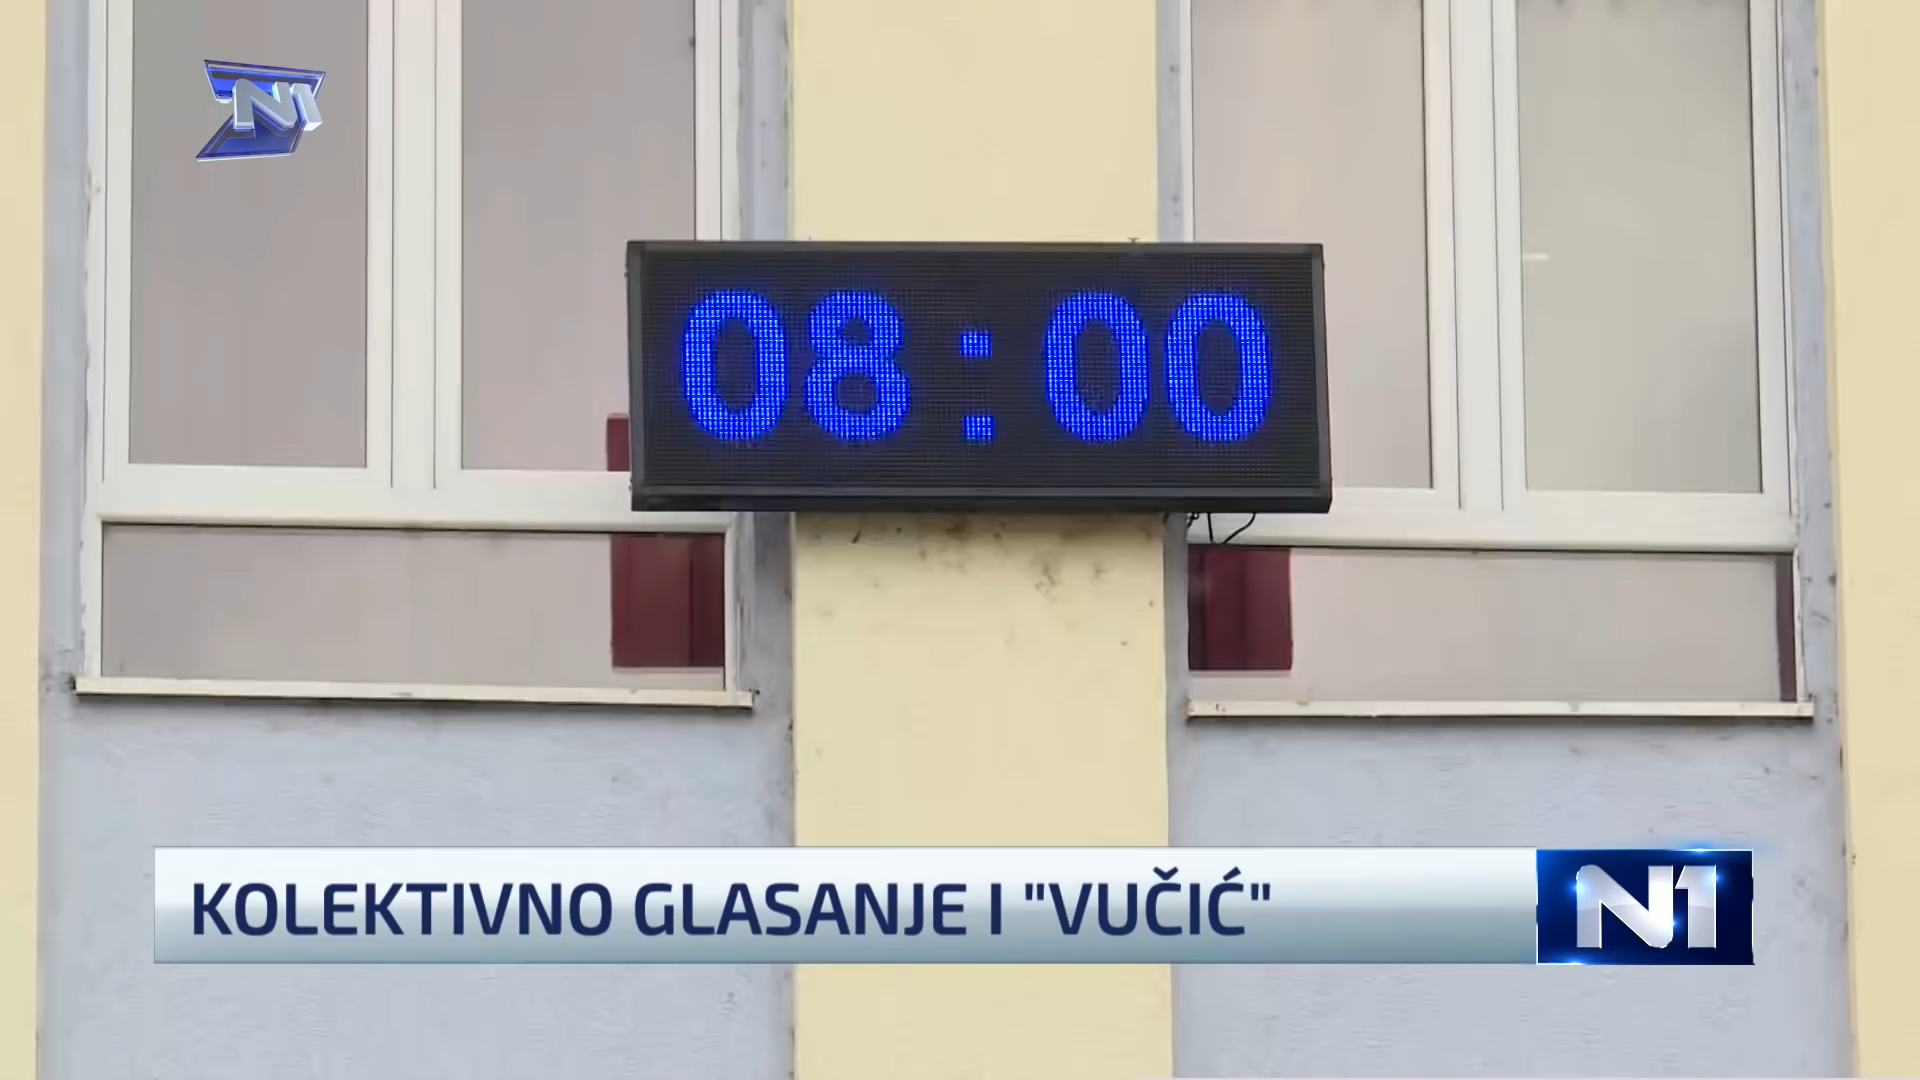 N1
08:00
KOLEKTIVNO GLASANJE I "VUČIĆ"
N1